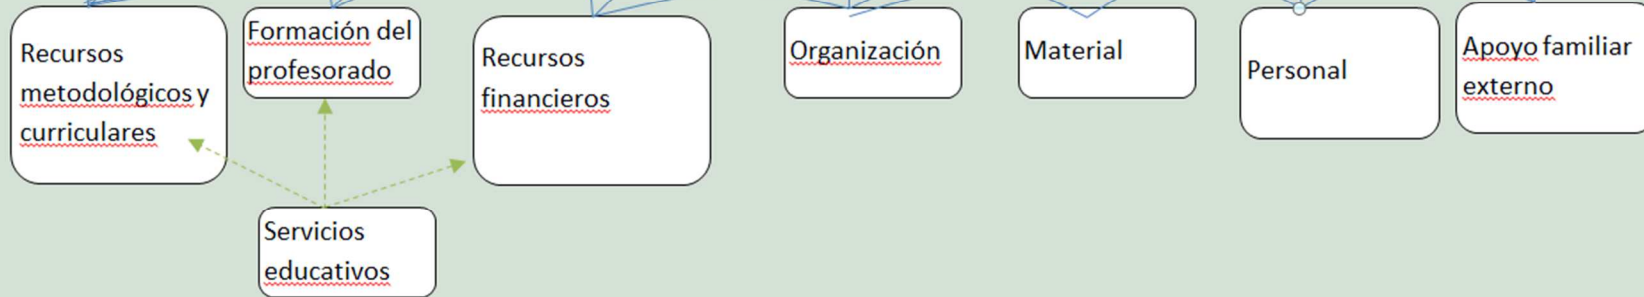 Recursos
metodológicos y
curriculares
Formación del
profesorado
Recursos
financieros
Organización
Material
Personal
Apoyo familiar
externo
Servicios
educativos